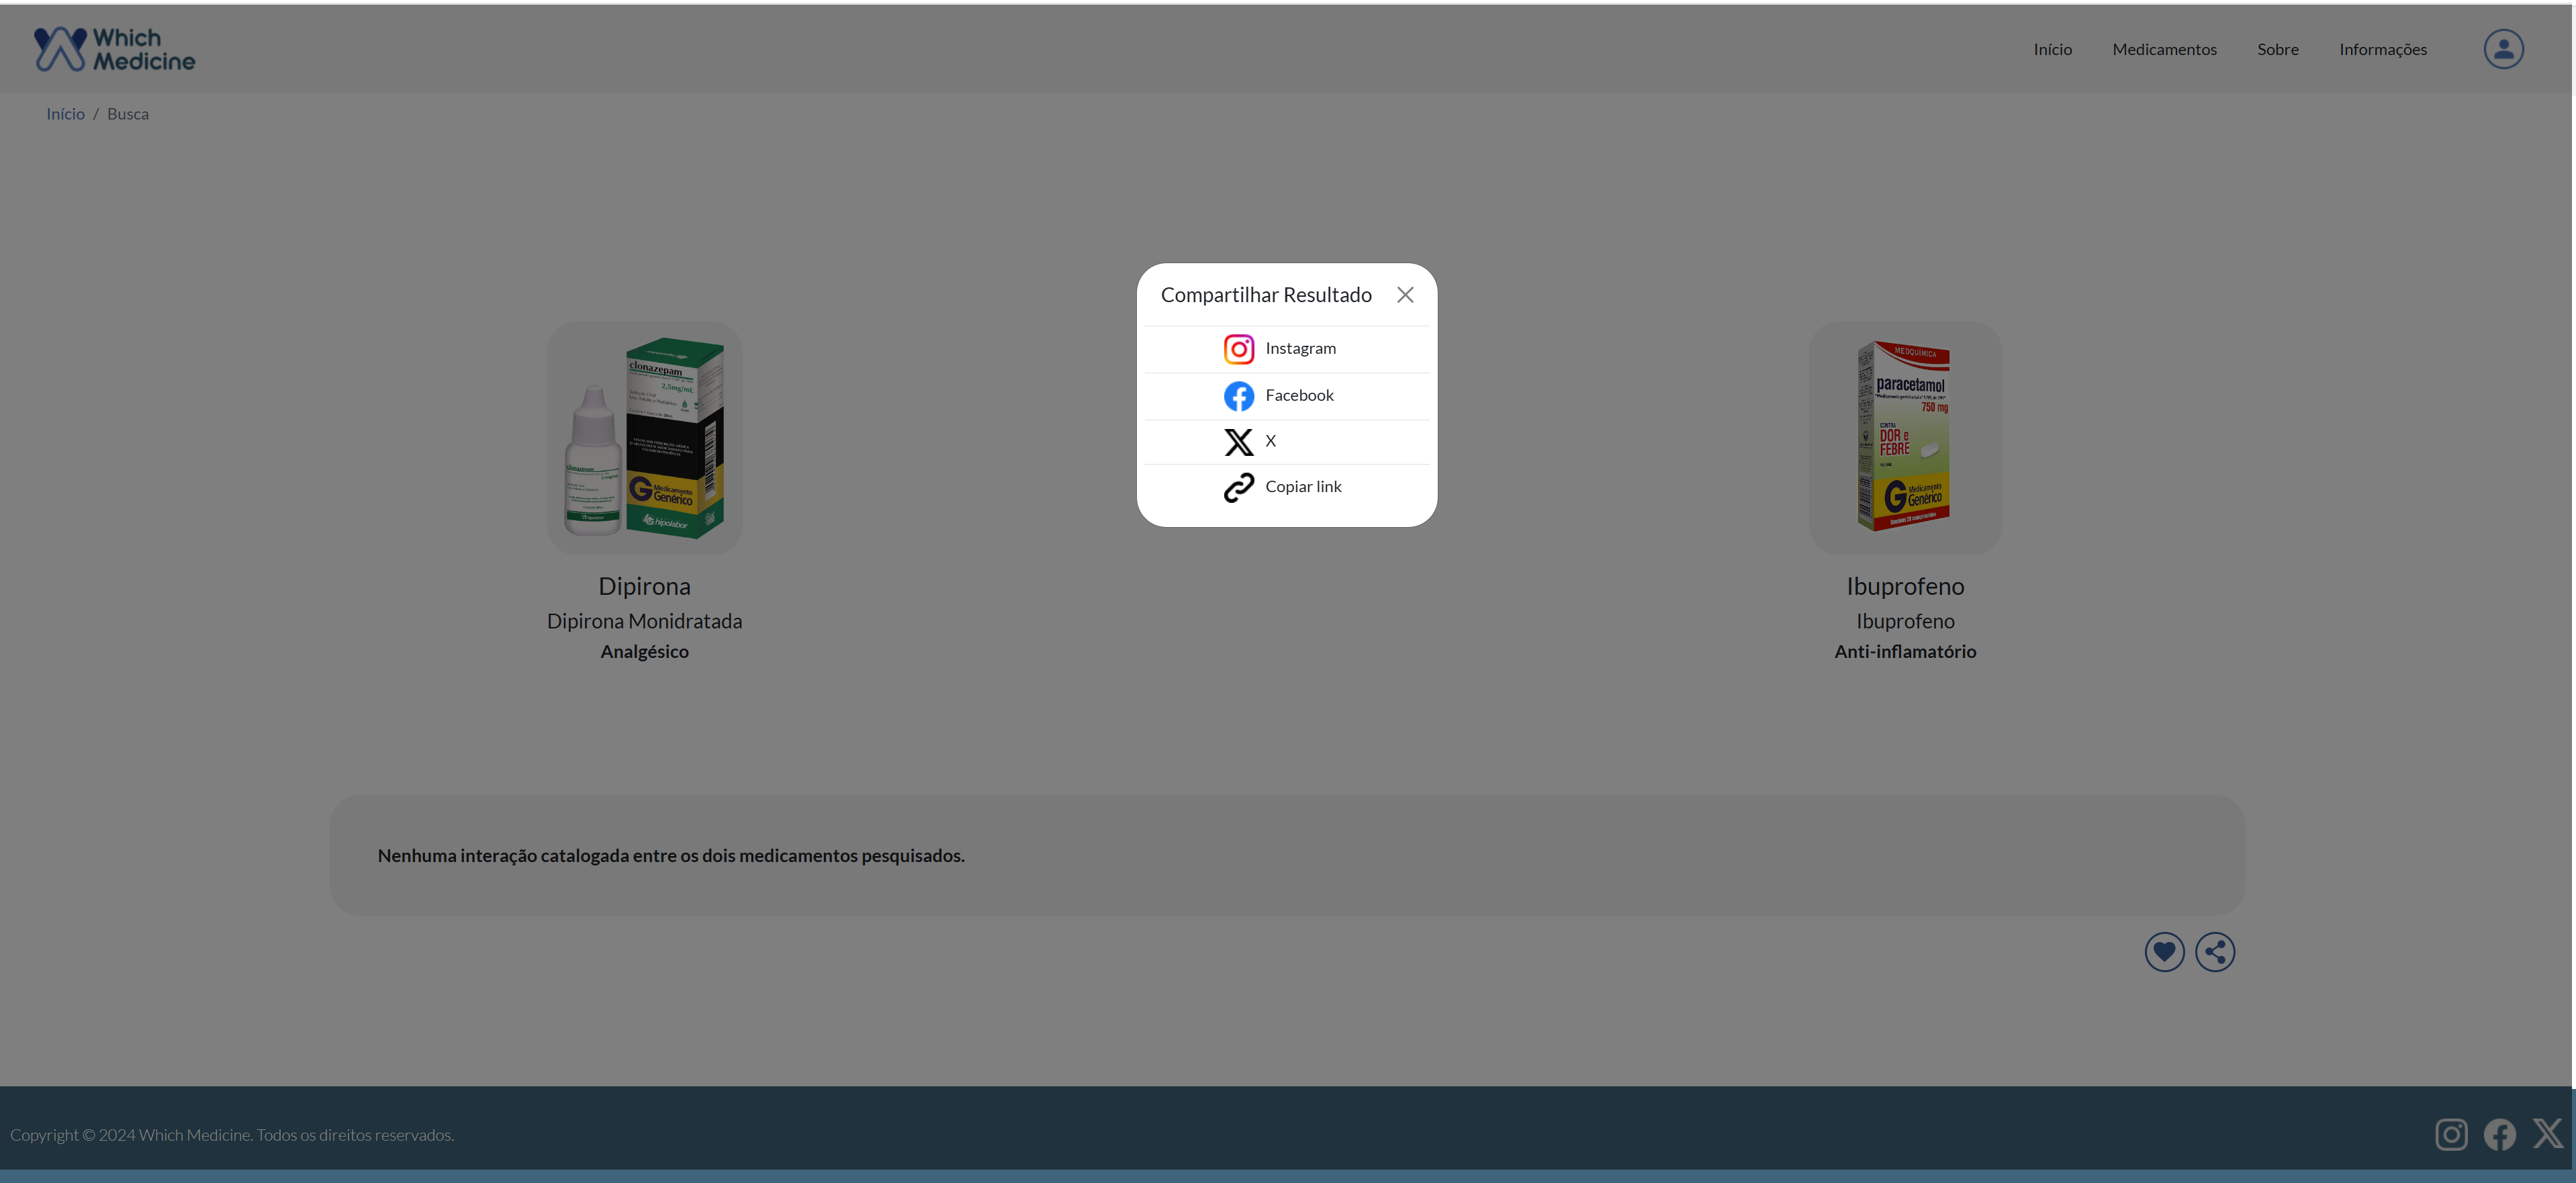 Which
Medicine
Início
Medicamentos
Sobre
Informações
Início / Busca
Compartilhar Resultado
Instagram
Facebook
X
Copiar link
clonazepam
2,5mg/mL
Medicamento
Genérico
hipolabor
clonazepam
MEDQUÍMICA
paracetamol
750 mg
CONTRA
DOR e
FEBRE
Medicamento
Genérico
Dipirona
Dipirona Monidratada
Analgésico
Ibuprofeno
Ibuprofeno
Anti-inflamatório
Nenhuma interação catalogada entre os dois medicamentos pesquisados.
Copyright © 2024 Which Medicine. Todos os direitos reservados.